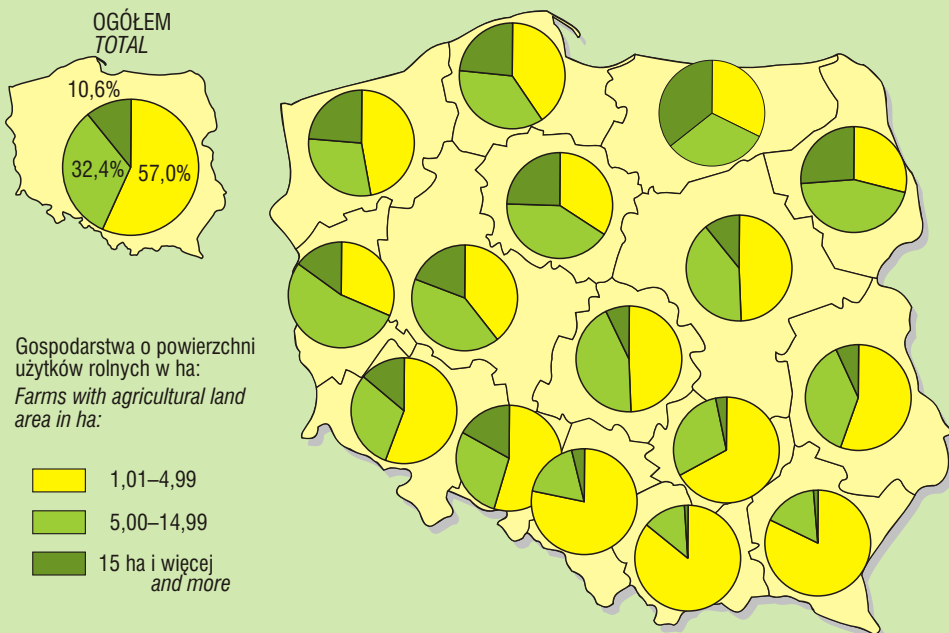 OGÓŁEM
TOTAL
10,6%
32,4%
57,0%
Gospodarstwa o powierzchni
użytków rolnych w ha:
Farms with agricultural land
area in ha:
1,01–4,99
5,00–14,99
15 ha i więcej
and more